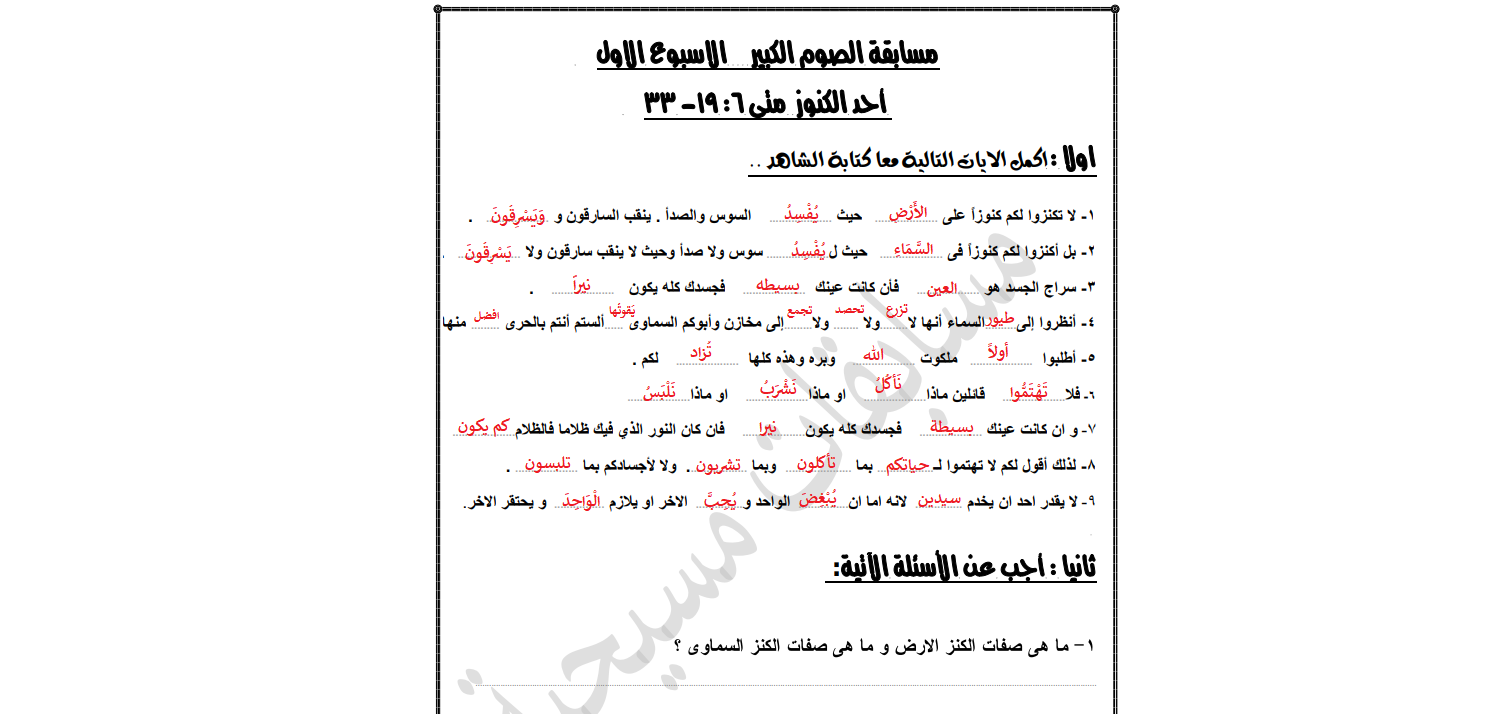 مسابقة الصوم الكبير الاسبوع الاول
أحد الكنوز متى ٦: ١٩- ٣٣
اولا : اكمل الايات التالية معا كتابة الشاهد ..
١- لا تكنزوا لكم كنوزاً على الأَرْضِ حيث يُفْسِدُ السوس والصدأ . ينقب السارقون و وَيَسْرِقُونَ .
٢- بل أكنزوا لكم كنوزاً فى السَّمَاءِ حيث ل يُفْسِدُ سوس ولا صدأ وحيث لا ينقب سارقون ولا يَسْرِقُونَ .
٣- سراج الجسد هو العين فأن كانت عينك بسيطه فجسدك كله يكون نيراً .
٤- أنظروا إلى طيور السماء أنها لا تزرع ولا تحصد ولا تجمع إلى مخازن وأبوكم السماوى يَقوتُها ألستم أنتم بالحرى افضل منها
٥- أطلبوا أولاً ملكوت الله وبره وهذه كلها تُزاد لكم .
٦- فلا تَهْتَمُّوا قائلين ماذا نَأكُلُ او ماذا نَشْرَبُ او ماذا نَلْبَسُ
٧- و ان كانت عينك بسيطة فجسدك كله يكون نيرا فان كان النور الذي فيك ظلاما فالظلام كم يكون
٨- لذلك أقول لكم لا تهتموا لـ حياتكم بما تأكلون وبما تشربون . ولا لأجسادكم بما تلبسون .
٩- لا يقدر احد ان يخدم سيدين لانه اما ان يُبْغِضَ الواحد و يُحِبَّ الاخر او يلازم الْوَاحِدَ و يحتقر الاخر.
ثانيا : أجب عن الأسئلة الآتية:
١- ما هى صفات الكنز الارض و ما هى صفات الكنز السماوى ؟
مسابقات مسيحية